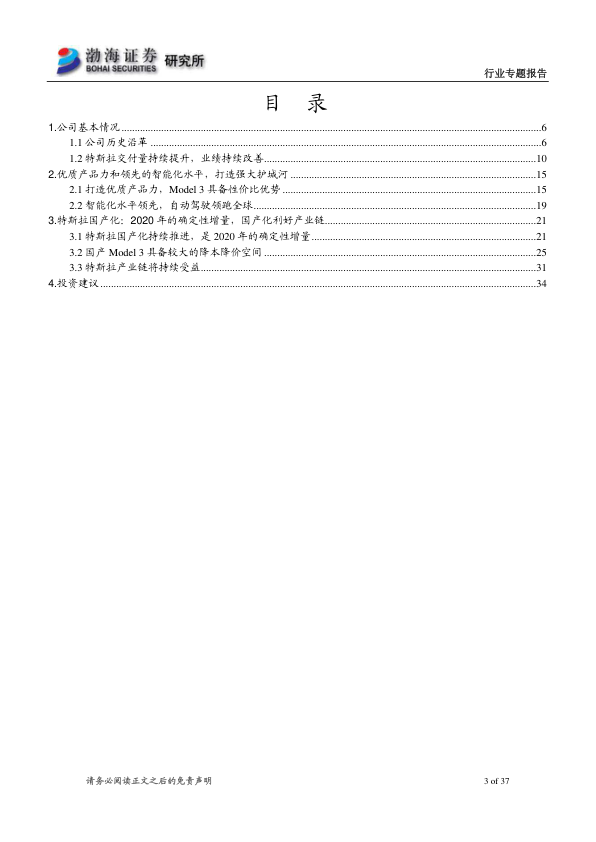 渤海证券 研究所
BOHAI SECURITIES
行业专题报告
目 录
1.公司基本情况 ........ 6
1.1 公司历史沿革 ........ 6
1.2 特斯拉交付量持续提升，业绩持续改善 ........ 10
2.优质产品力和领先的智能化水平，打造强大护城河 ........ 15
2.1 打造优质产品力，Model 3 具备性价比优势 ........ 15
2.2 智能化水平领先，自动驾驶领跑全球 ........ 19
3.特斯拉国产化：2020 年的确定性增量，国产化利好产业链 ........ 21
3.1 特斯拉国产化持续推进，是 2020 年的确定性增量 ........ 21
3.2 国产 Model 3 具备较大的降本降价空间 ........ 25
3.3 特斯拉产业链将持续受益 ........ 31
4.投资建议 ........ 34
请务必阅读正文之后的免责声明 3 of 37